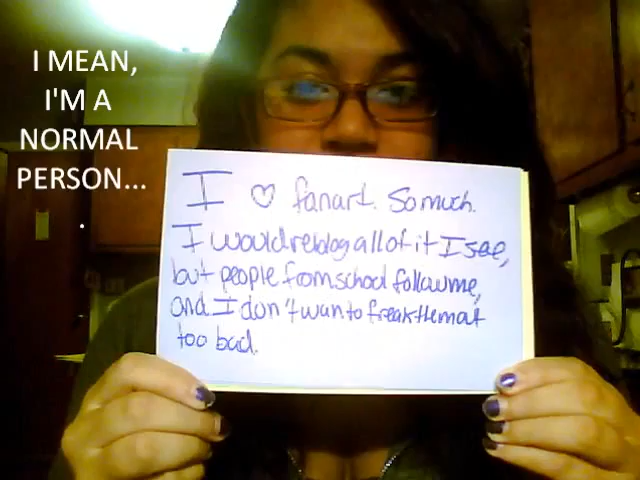 I MEAN,
I'M A
NORMAL
PERSON...
.
I ♡ fanart. So much.
I would reblog all of it I see,
but people from school follow me,
and I don't wan to freak them out
too bad.